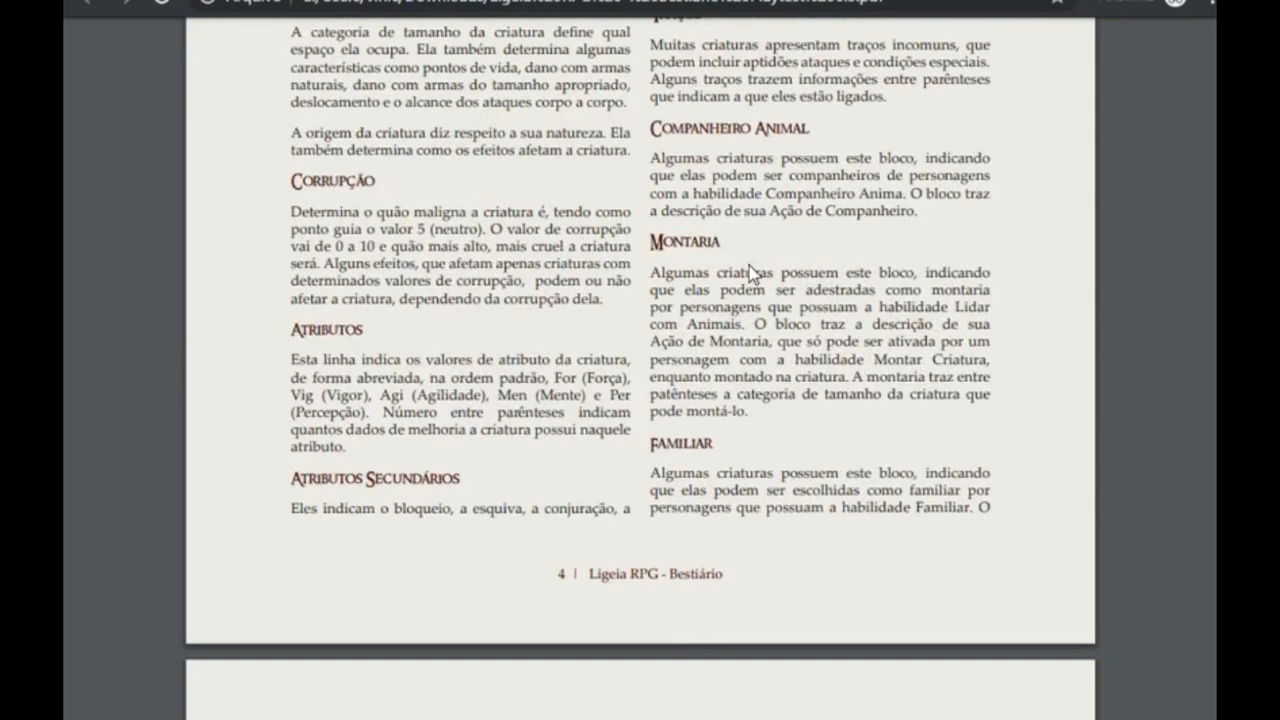 A categoria de tamanho da criatura define qual
espaço ela ocupa. Ela também determina algumas
características como pontos de vida, dano com armas
naturais, dano com armas do tamanho apropriado,
deslocamento e o alcance dos ataques corpo a corpo.
A origem da criatura diz respeito a sua natureza. Ela
também determina como os efeitos afetam a criatura.
Corrupção
Determina o quão maligna a criatura é, tendo como
ponto guia o valor 5 (neutro). O valor de corrupção
vai de 0 a 10 e quão mais alto, mais cruel a criatura
será. Alguns efeitos, que afetam apenas criaturas com
determinados valores de corrupção, podem ou não
afetar a criatura, dependendo da corrupção dela.
Atributos
Esta linha indica os valores de atributo da criatura,
de forma abreviada, na ordem padrão, For (Força),
Vig (Vigor), Agi (Agilidade), Men (Mente) e Per
(Percepção). Número entre parênteses indicam
quantos dados de melhoria a criatura possui naquele
atributo.
Atributos Secundários
Eles indicam o bloqueio, a esquiva, a conjuração, a
Muitas criaturas apresentam traços incomuns, que
podem incluir aptidões ataques e condições especiais.
Alguns traços trazem informações entre parênteses
que indicam a que eles estão ligados.
Companheiro Animal
Algumas criaturas possuem este bloco, indicando
que elas podem ser companheiros de personagens
com a habilidade Companheiro Anima. O bloco traz
a descrição de sua Ação de Companheiro.
Montaria
Algumas criaturas possuem este bloco, indicando
que elas podem ser adestradas como montaria
por personagens que possuam a habilidade Lidar
com Animais. O bloco traz a descrição de sua
Ação de Montaria, que só pode ser ativada por um
personagem com a habilidade Montar Criatura,
enquanto montado na criatura. A montaria traz entre
patênteses a categoria de tamanho da criatura que
pode montá-lo.
Familiar
Algumas criaturas possuem este bloco, indicando
que elas podem ser escolhidas como familiar por
personagens que possuam a habilidade Familiar. O
4 | Ligeia RPG - Bestiário